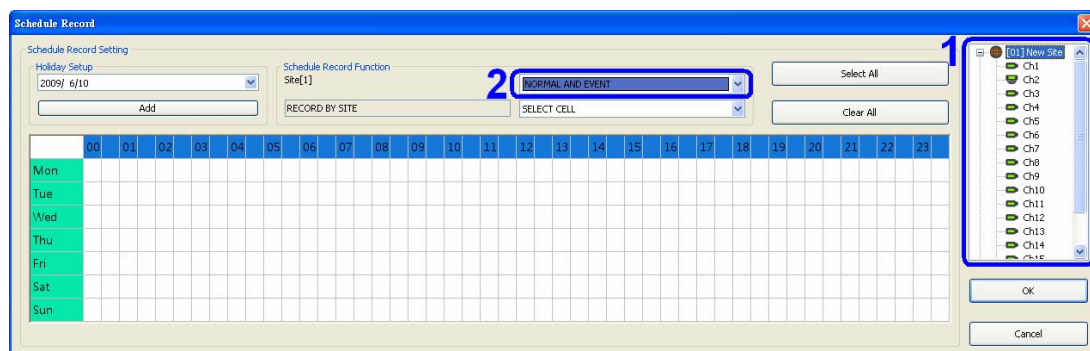 Schedule Record
Schedule Record Setting
Holiday Setup
2009/ 6/10
Add
Schedule Record Function
Site[1]
2
NORMAL AND EVENT
RECORD BY SITE
SELECT CELL
Select All
Clear All
00 01 02 03 04 05 06 07 08 09 10 11 12 13 14 15 16 17 18 19 20 21 22 23
Mon
Tue
Wed
Thu
Fri
Sat
Sun
1
[01] New Site
Ch1
Ch2
Ch3
Ch4
Ch5
Ch6
Ch7
Ch8
Ch9
Ch10
Ch11
Ch12
Ch13
Ch14
Ch15
OK
Cancel